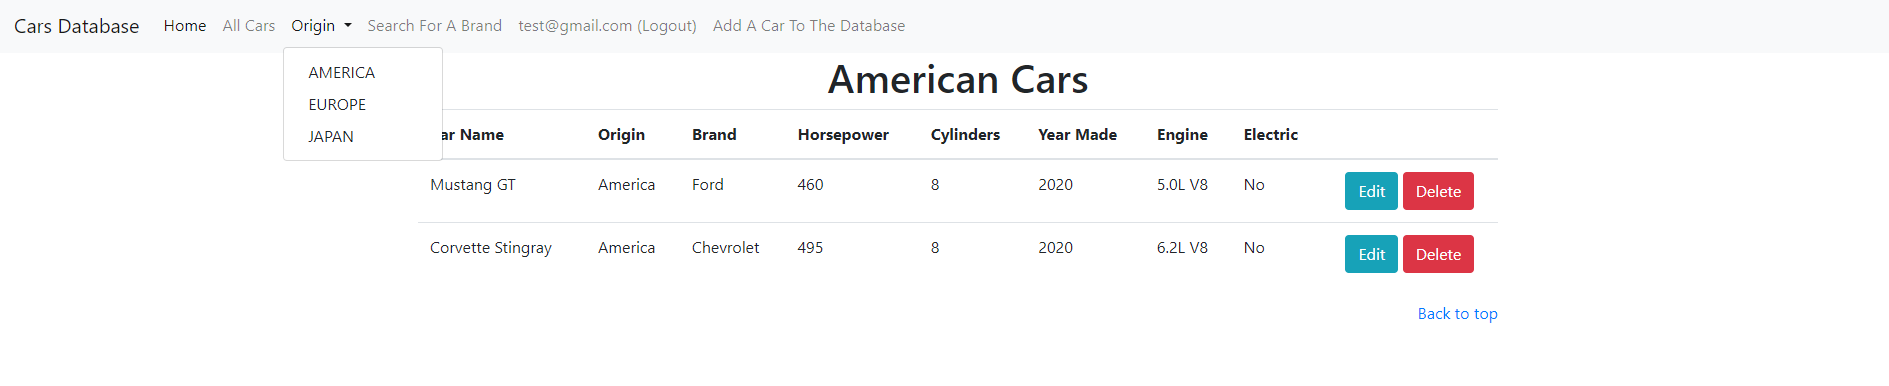 Cars Database Home All Cars Origin Search For A Brand test@gmail.com (Logout) Add A Car To The Database
AMERICA
EUROPE
JAPAN
American Cars
ar Name Origin Brand Horsepower Cylinders Year Made Engine Electric
Mustang GT America Ford 460 8 2020 5.0L V8 No Edit Delete
Corvette Stingray America Chevrolet 495 8 2020 6.2L V8 No Edit Delete
Back to top